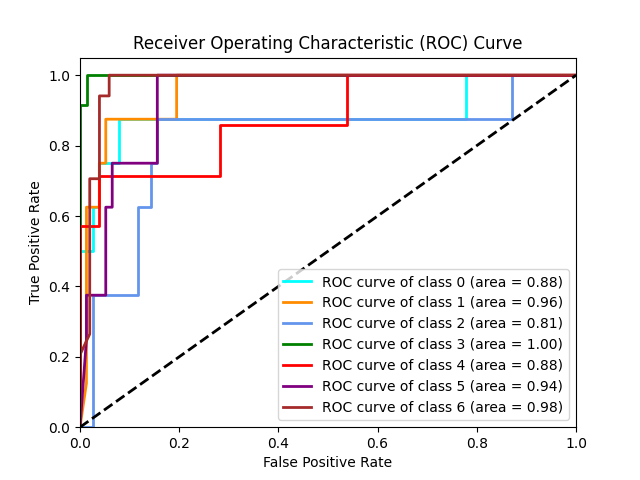 Receiver Operating Characteristic (ROC) Curve
1.0
0.8
0.6
0.4
0.2
0.0
True Positive Rate
ROC curve of class 0 (area = 0.88)
ROC curve of class 1 (area = 0.96)
ROC curve of class 2 (area = 0.81)
ROC curve of class 3 (area = 1.00)
ROC curve of class 4 (area = 0.88)
ROC curve of class 5 (area = 0.94)
ROC curve of class 6 (area = 0.98)
0.0 0.2 0.4 0.6 0.8 1.0
False Positive Rate